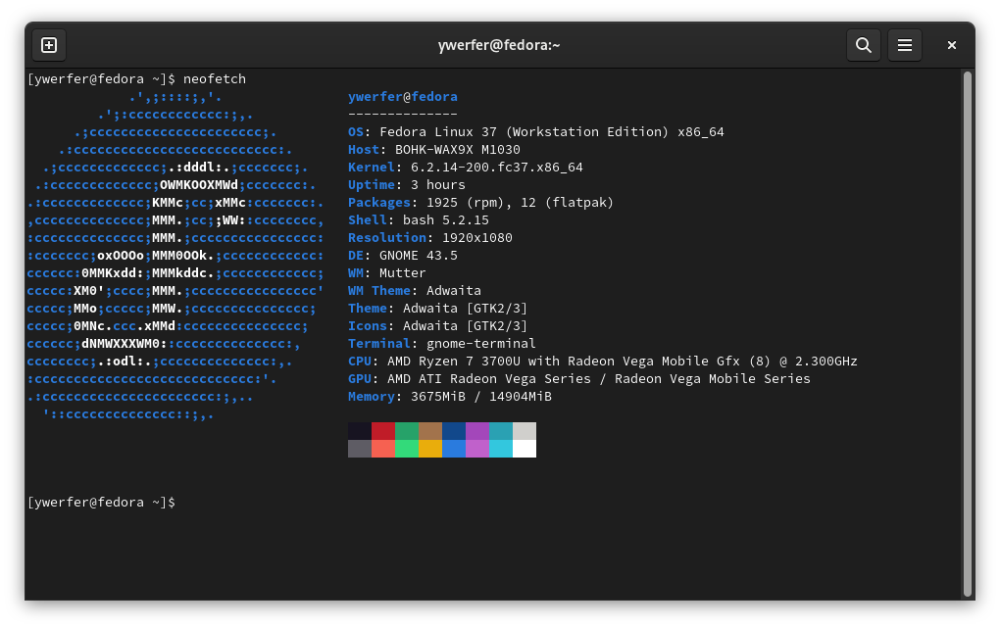 ywerfer@fedora:~
[ywerfer@fedora ~]$ neofetch
             .',;::::;,'.
         .';:cccccccccccc:;,.
      .;cccccccccccccccccccccc;.
    .:cccccccccccccccccccccccccc:.
  .;ccccccccccccc;.:dddl:.;ccccccc;.
 .:ccccccccccccc;OWMKOOXMWd;ccccccc:.
.:ccccccccccccc;KMMc;cc;xMMc:ccccccc:.
,cccccccccccccc;MMM.;cc;;WW::cccccccc,
:cccccccccccccc;MMM.;cccccccccccccccc:
:ccccccc;oxOOOo;MMM0OOk.;cccccccccccc:
cccccc:0MMKxdd:;MMMkddc.;cccccccccccc;
ccccc:XM0';cccc;MMM.;cccccccccccccccc'
ccccc;MMo;ccccc;MMW.;ccccccccccccccc;
ccccc;0MNc.ccc.xMMd:ccccccccccccccc;
cccccc;dNMWXXXWM0::cccccccccccccc:,
cccccccc;.:odl:.;cccccccccccccc:,.
:cccccccccccccccccccccccccccc:'.
.:cccccccccccccccccccccc:;,..
  '::cccccccccccccc::;,.
ywerfer@fedora
--------------
OS: Fedora Linux 37 (Workstation Edition) x86_64
Host: BOHK-WAX9X M1030
Kernel: 6.2.14-200.fc37.x86_64
Uptime: 3 hours
Packages: 1925 (rpm), 12 (flatpak)
Shell: bash 5.2.15
Resolution: 1920x1080
DE: GNOME 43.5
WM: Mutter
WM Theme: Adwaita
Theme: Adwaita [GTK2/3]
Icons: Adwaita [GTK2/3]
Terminal: gnome-terminal
CPU: AMD Ryzen 7 3700U with Radeon Vega Mobile Gfx (8) @ 2.300GHz
GPU: AMD ATI Radeon Vega Series / Radeon Vega Mobile Series
Memory: 3675MiB / 14904MiB
[ywerfer@fedora ~]$